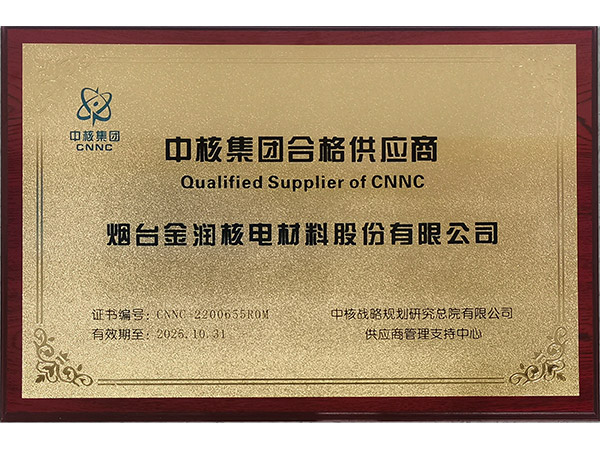 中核集团
CNNC
中核集团合格供应商
Qualified Supplier of CNNC
烟台金润核电材料股份有限公司
证书编号：CNNC-2200655R0M
有效期至：2025.10.31
中核战略规划研究总院有限公司
供应商管理支持中心